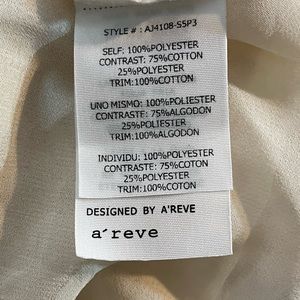 STYLE # : AJ4108-S5P3
SELF: 100%POLYESTER
CONTRAST: 75%COTTON
25%POLYESTER
TRIM:100%COTTON
UNO MISMO: 100%POLIESTER
CONTRASTE: 75%ALGODON
25%POLIESTER
TRIM:100%ALGODON
INDIVIDU: 100%POLYESTER
CONTRASTE: 75%COTON
25%POLYESTER
TRIM:100%COTON
DESIGNED BY A'REVE
a´reve